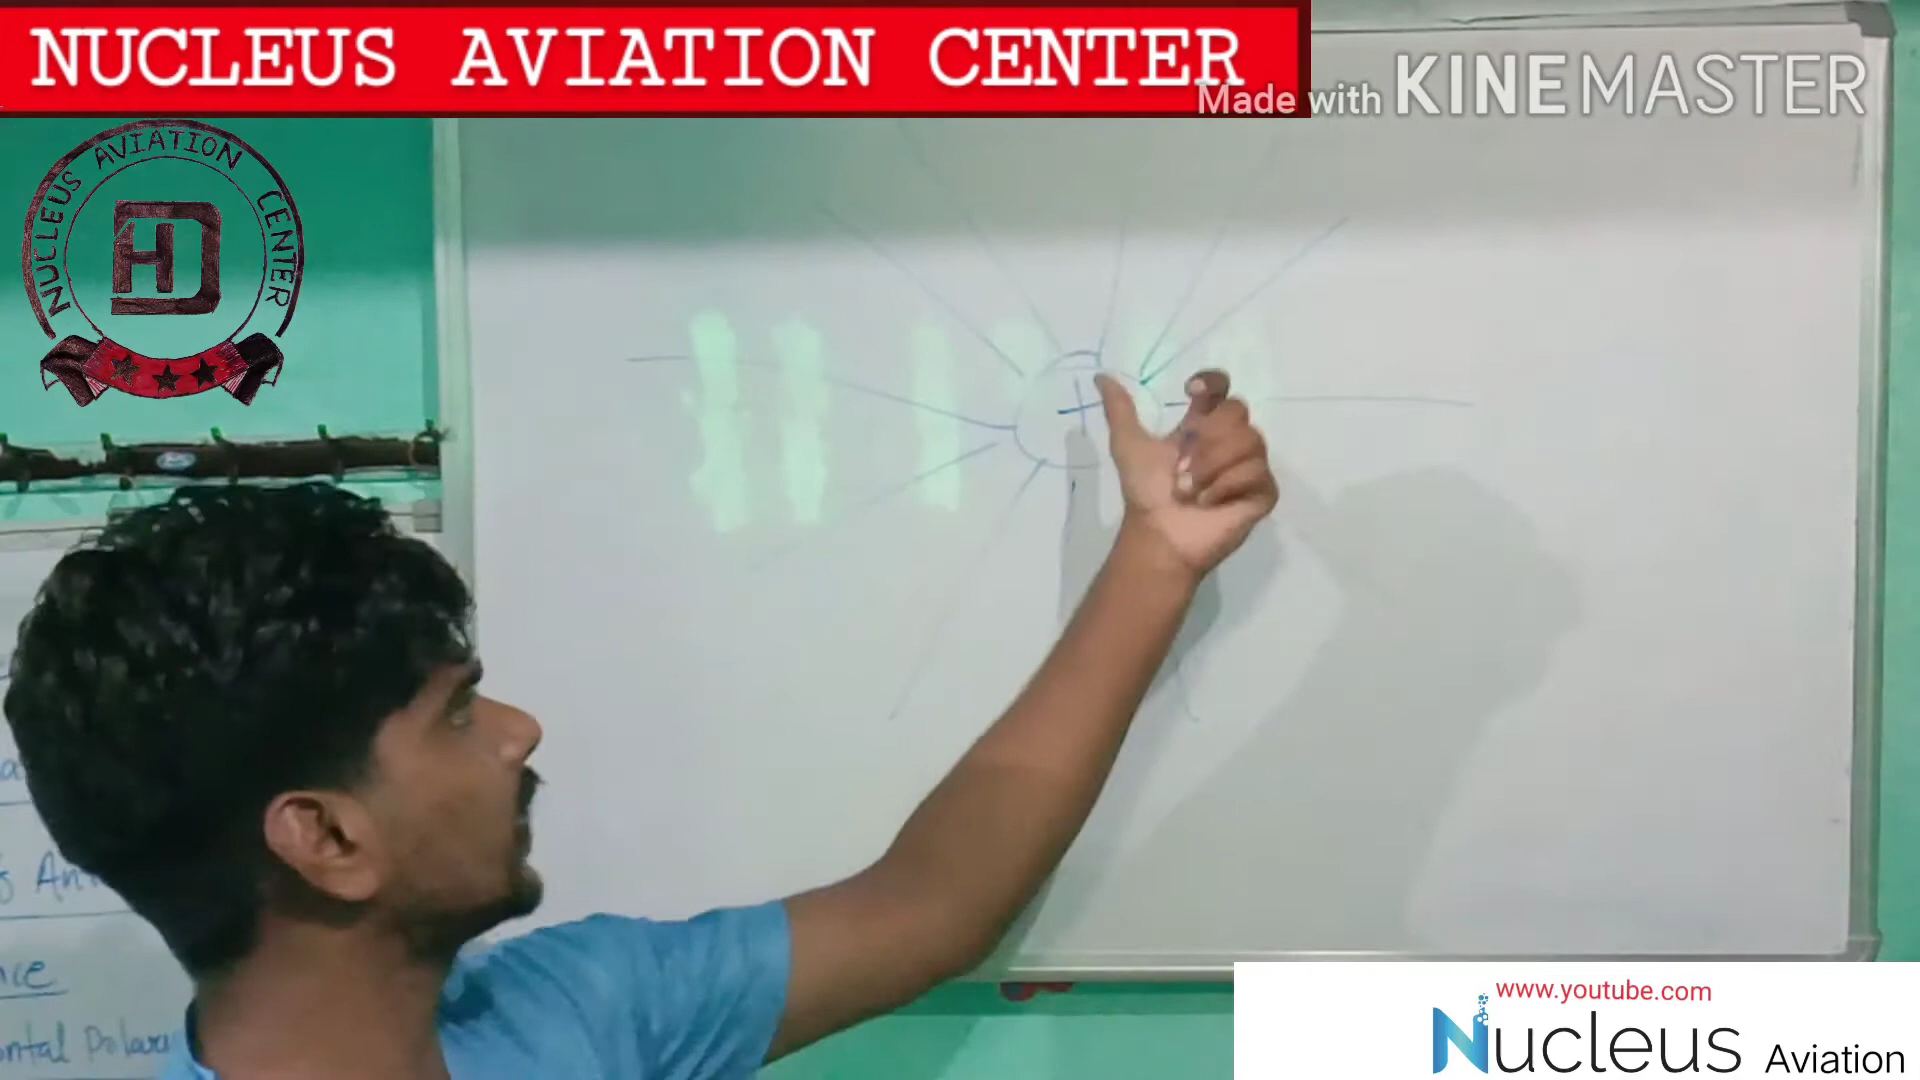 NUCLEUS AVIATION CENTER
Made with KINEMASTER
NUCLEUS AVIATION CENTER
HD
+
www.youtube.com
Nucleus Aviation